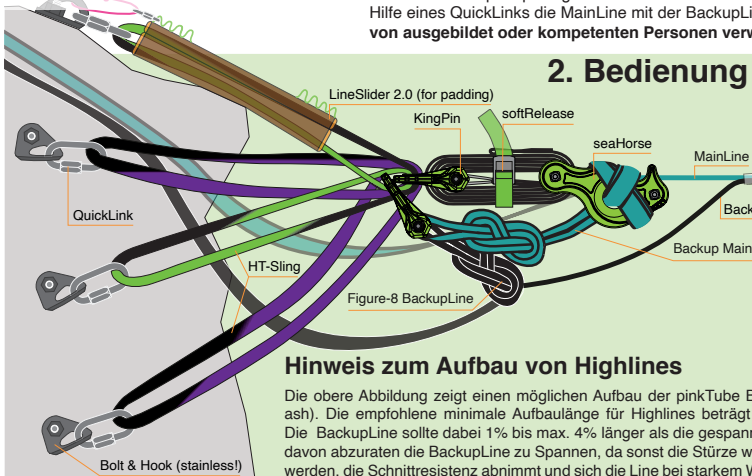 Hilfe eines QuickLinks die MainLine mit der
von ausgebildet oder kompetenten Personen
2. Bedienung
LineSlider 2.0 (for padding)
KingPin
softRelease
seaHorse
MainLine
QuickLink
Backup
HT-Sling
Figure-8 BackupLine
Bolt & Hook (stainless!)
Hinweis zum Aufbau von Highlines
Die obere Abbildung zeigt einen möglichen Aufbau der pinkTube
ash). Die empfohlene minimale Aufbaulänge für Highlines beträgt
Die BackupLine sollte dabei 1% bis max. 4% länger als die
davon abzuraten die BackupLine zu Spannen, da sonst die Stürze
werden, die Schnittresistenz abnimmt und sich die Line bei starkem